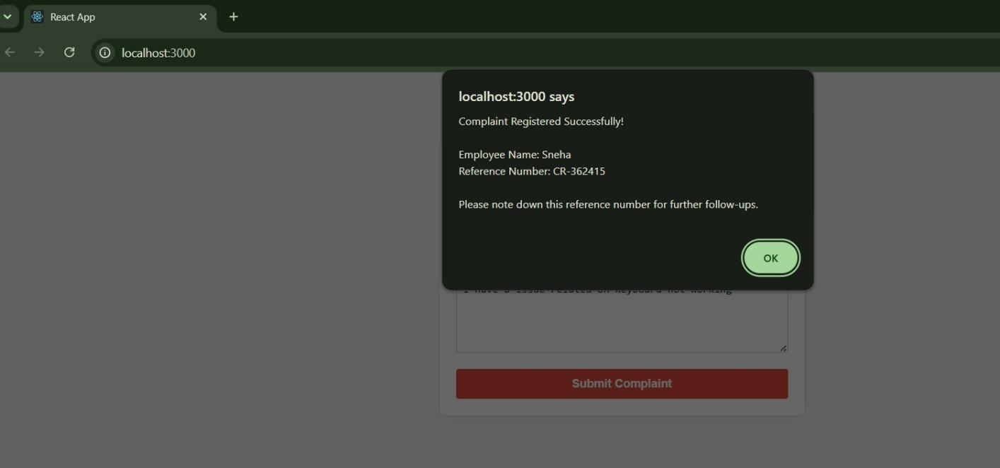 React App
localhost:3000
localhost:3000 says
Complaint Registered Successfully!
Employee Name: Sneha
Reference Number: CR-362415
Please note down this reference number for further follow-ups.
OK
I have a issue related on keyboard not working
Submit Complaint